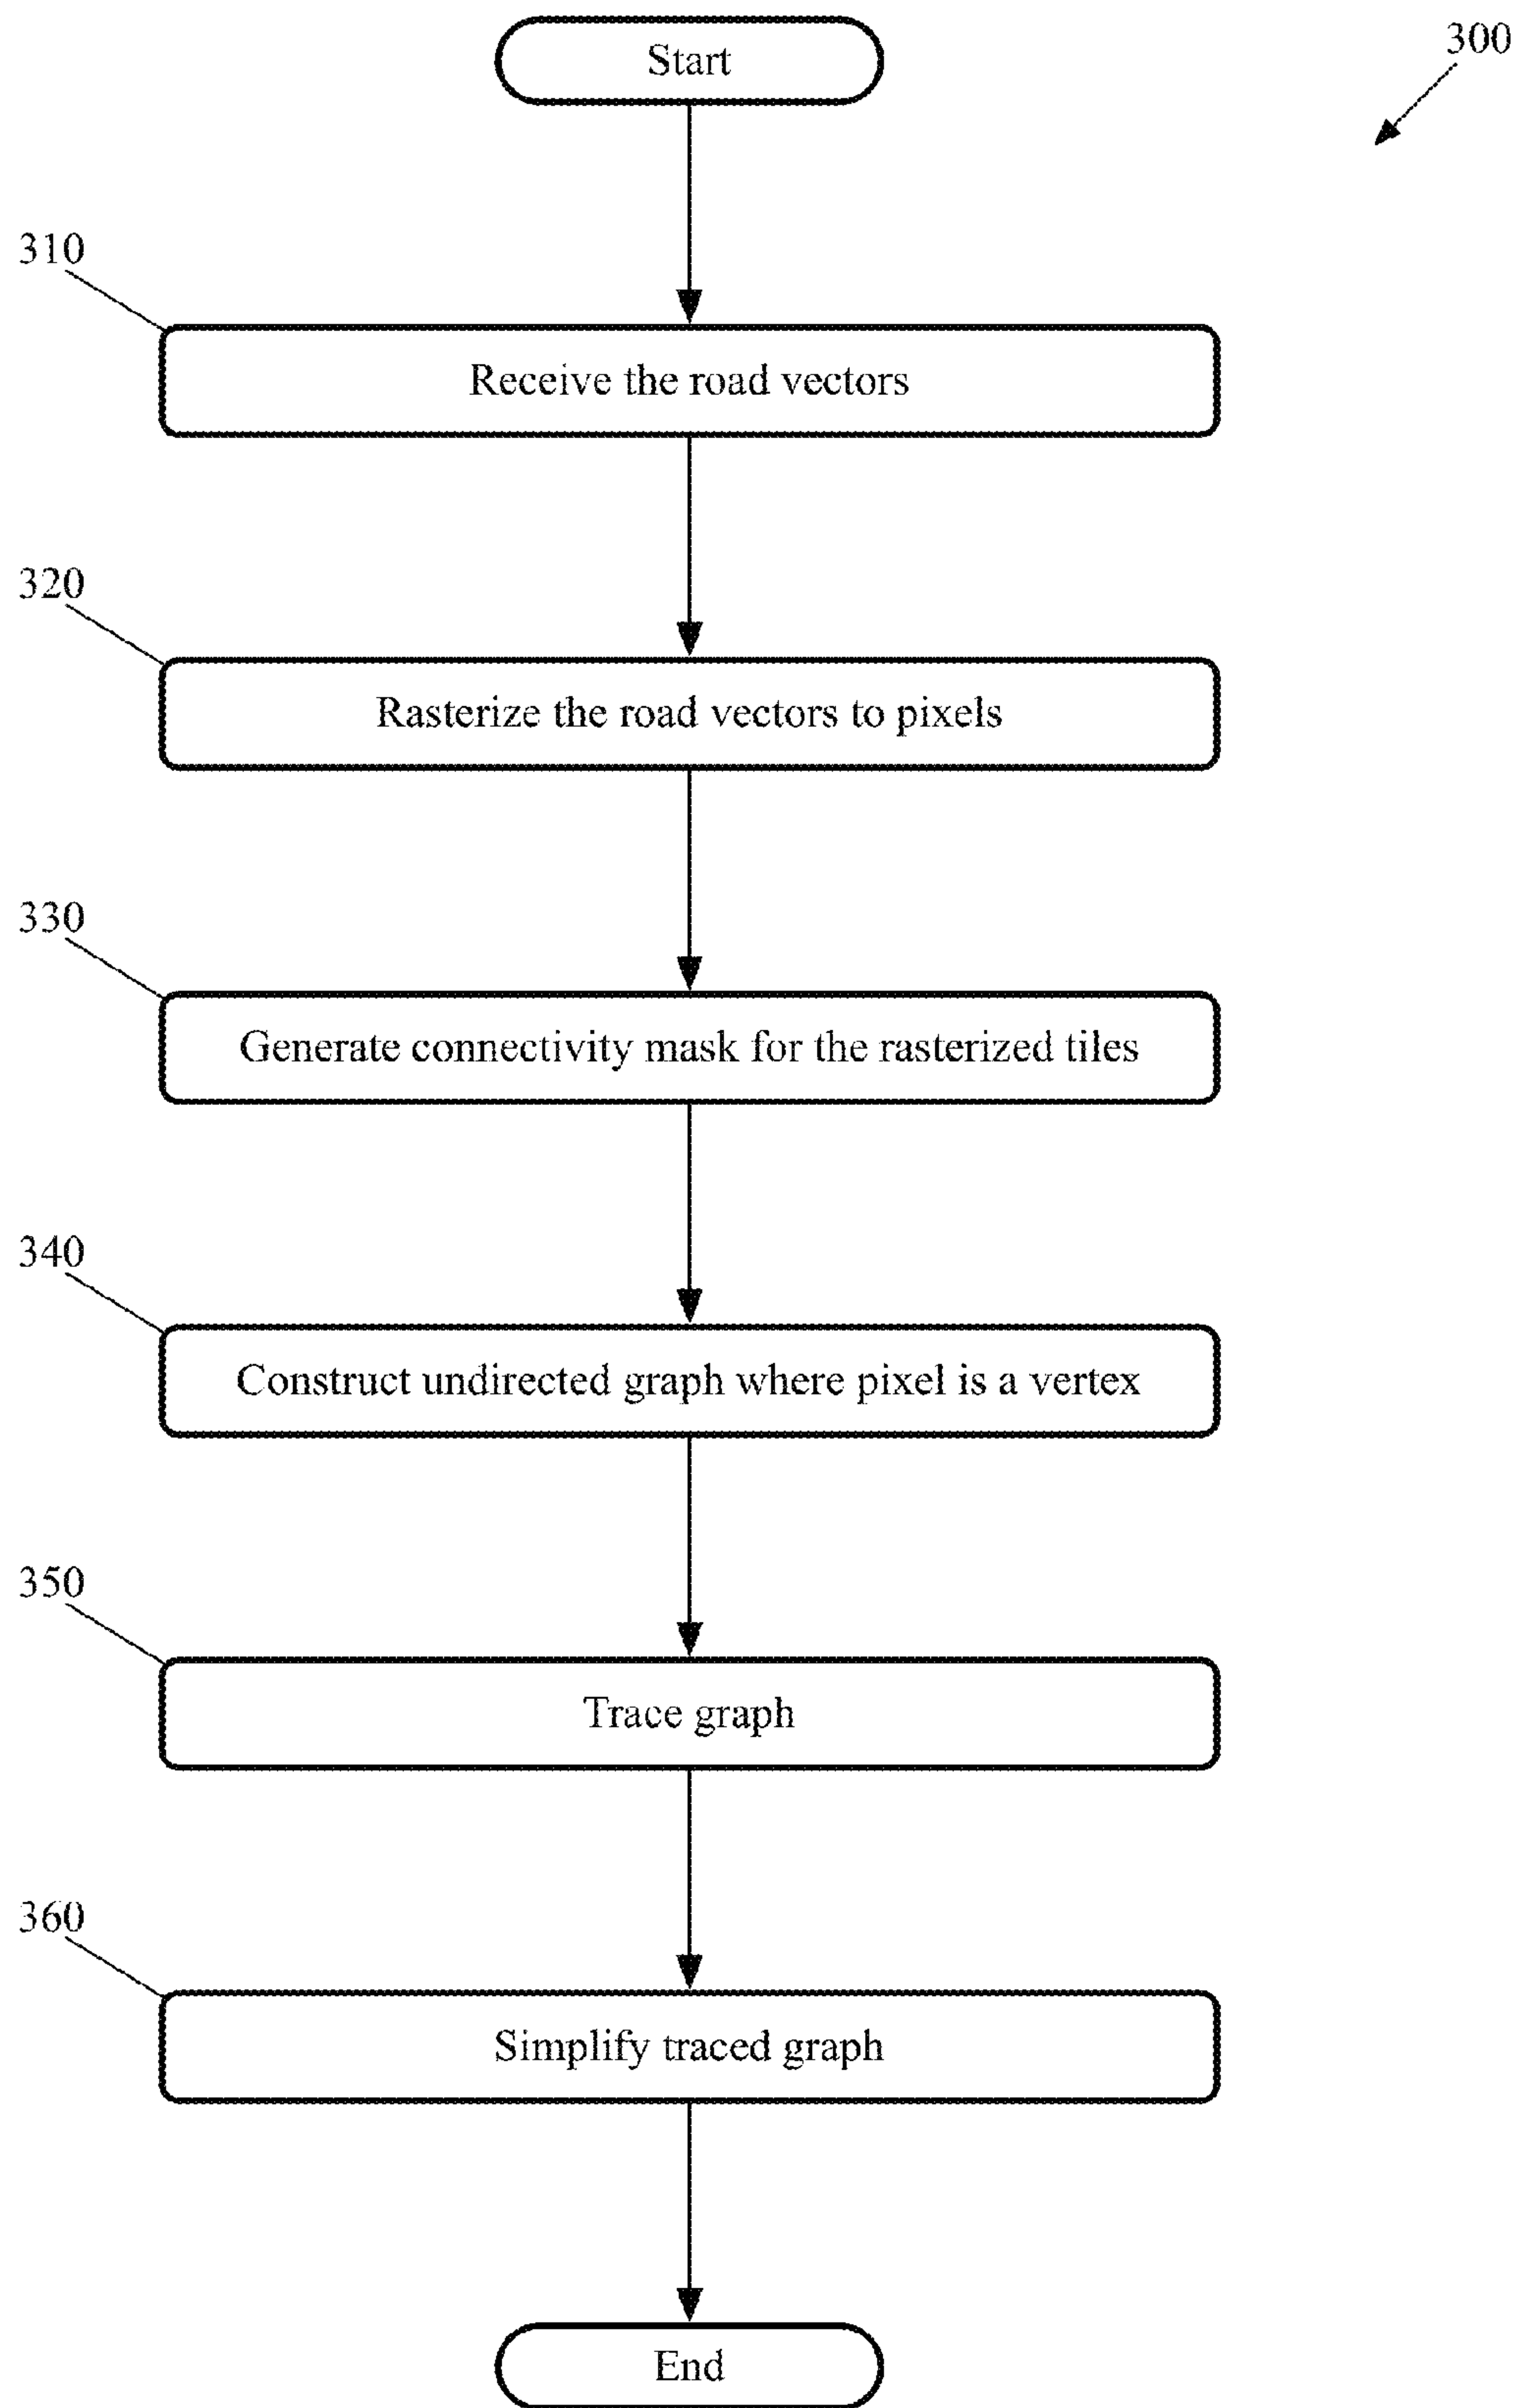 Start
300
310
Receive the road vectors
320
Rasterize the road vectors to pixels
330
Generate connectivity mask for the rasterized tiles
340
Construct undirected graph where pixel is a vertex
350
Trace graph
360
Simplify traced graph
End